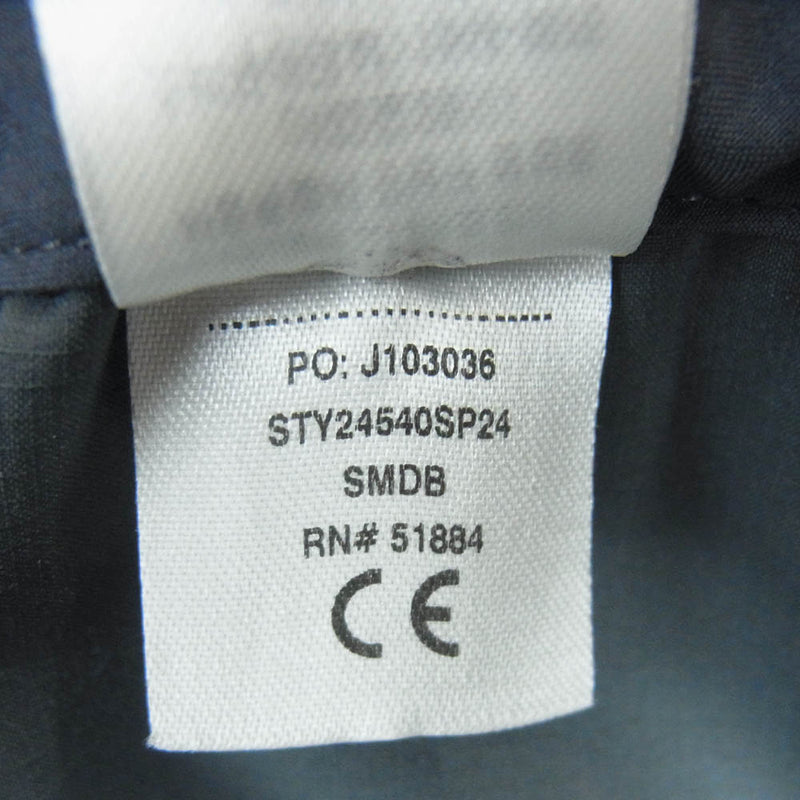 PO: J103036
STY24540SP24
SMDB
RN# 51884
CE